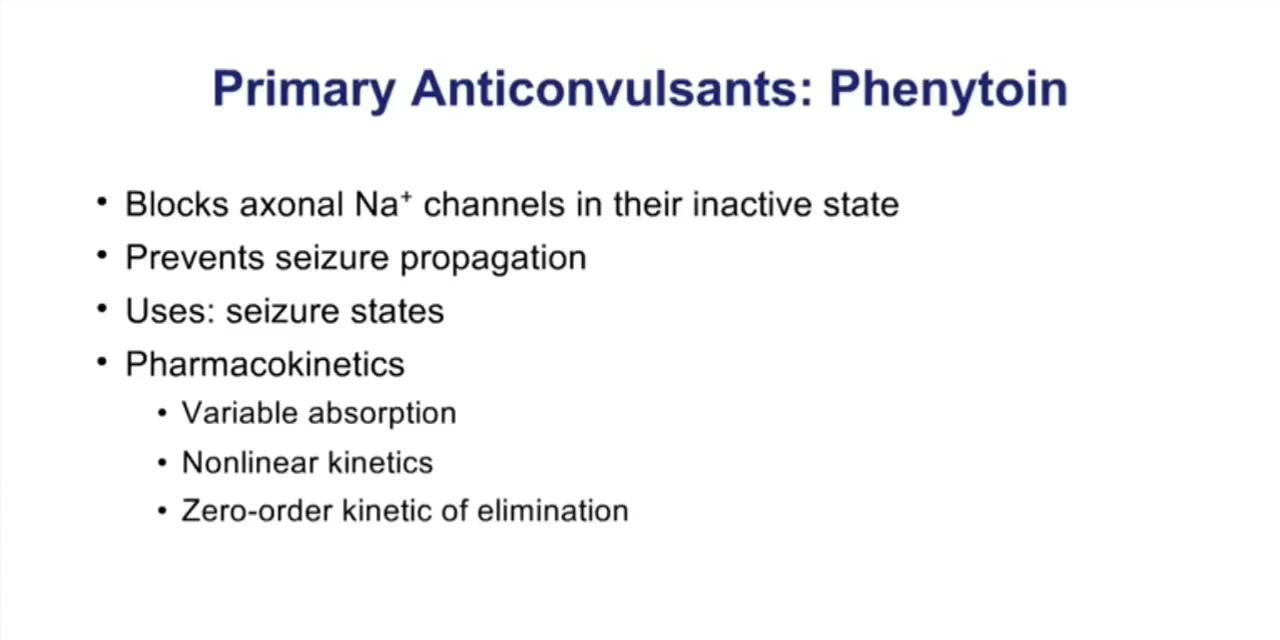 Primary Anticonvulsants: Phenytoin
• Blocks axonal Na⁺ channels in their inactive state
• Prevents seizure propagation
• Uses: seizure states
• Pharmacokinetics
• Variable absorption
• Nonlinear kinetics
• Zero-order kinetic of elimination